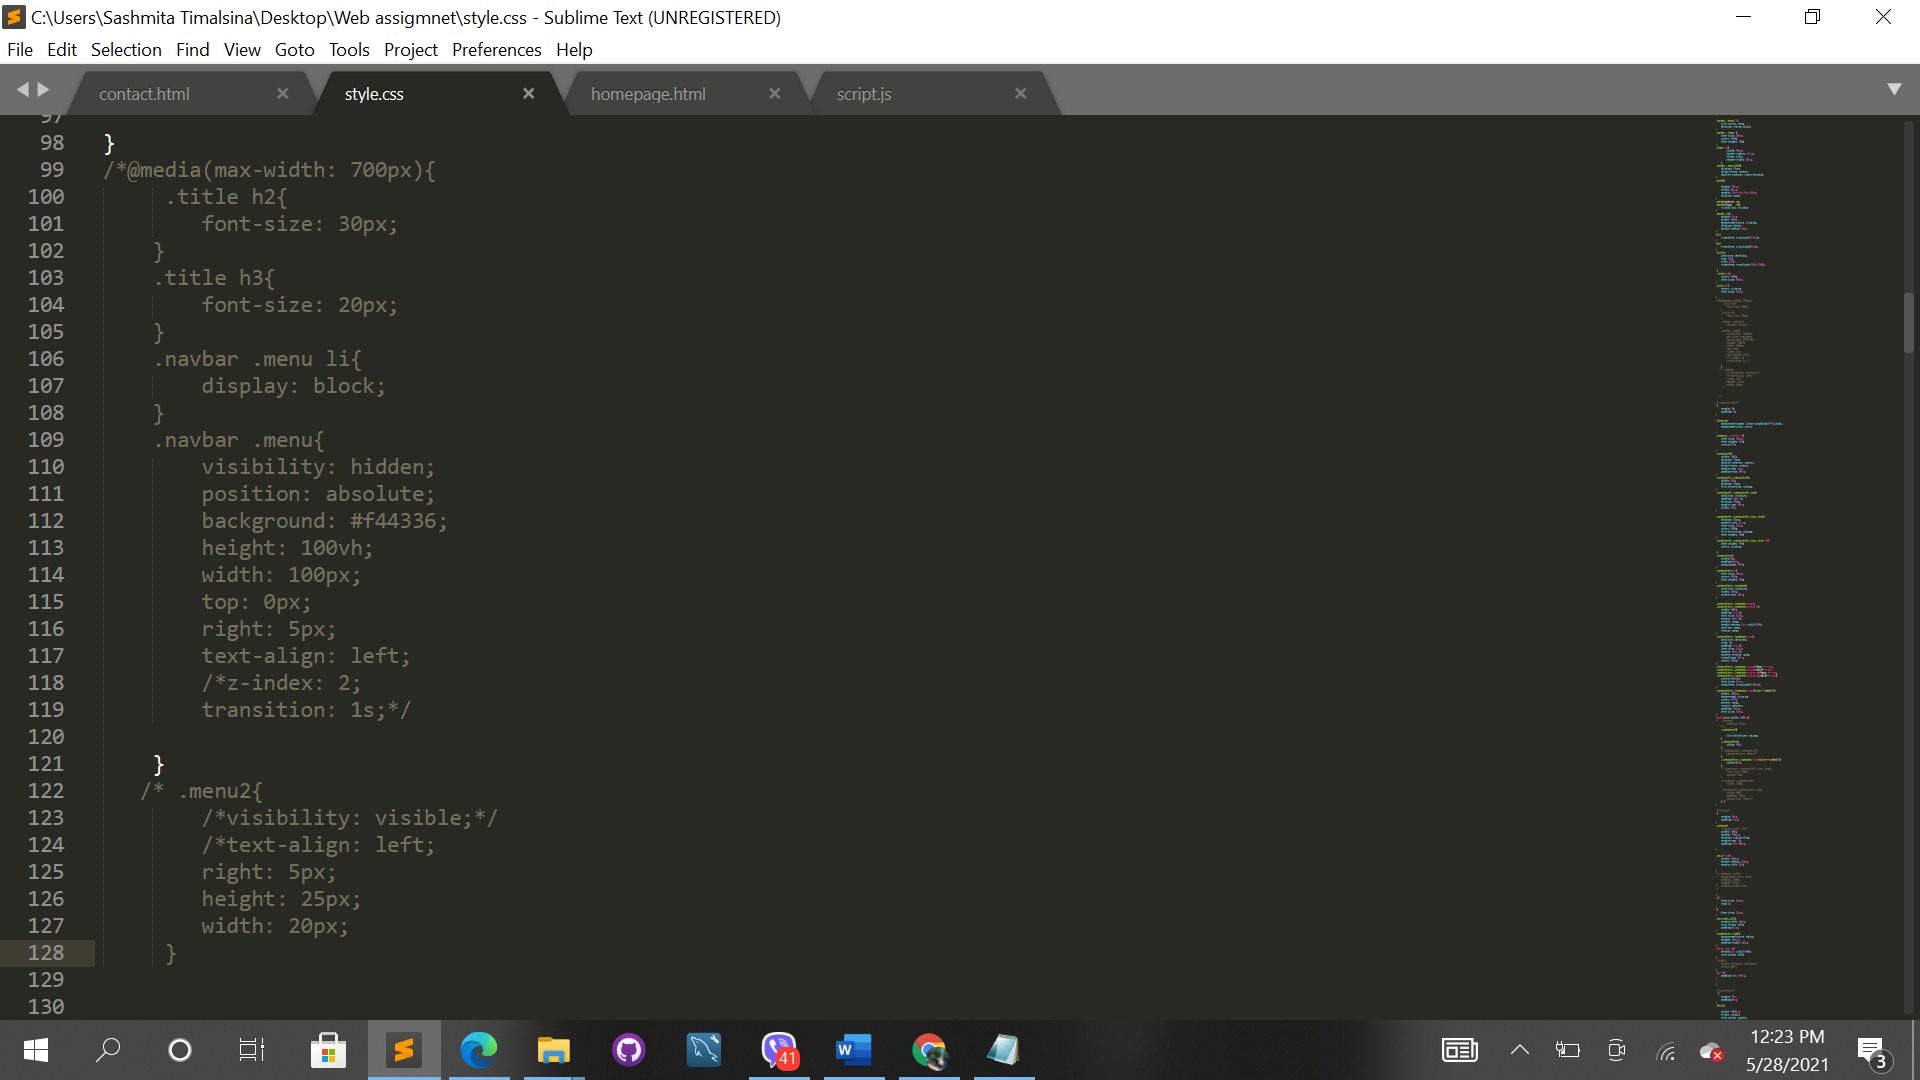 C:\Users\Sashmita Timalsina\Desktop\Web assigmnet\style.css - Sublime Text (UNREGISTERED)
File Edit Selection Find View Goto Tools Project Preferences Help
contact.html style.css homepage.html script.js
97
98 }
99 /*@media(max-width: 700px){
100 .title h2{
101 font-size: 30px;
102 }
103 .title h3{
104 font-size: 20px;
105 }
106 .navbar .menu li{
107 display: block;
108 }
109 .navbar .menu{
110 visibility: hidden;
111 position: absolute;
112 background: #f44336;
113 height: 100vh;
114 width: 100px;
115 top: 0px;
116 right: 5px;
117 text-align: left;
118 /*z-index: 2;
119 transition: 1s;*/
120
121 }
122 /* .menu2{
123 /*visibility: visible;*/
124 /*text-align: left;
125 right: 5px;
126 height: 25px;
127 width: 20px;
128 }
129
130
41
W
12:23 PM
5/28/2021
3